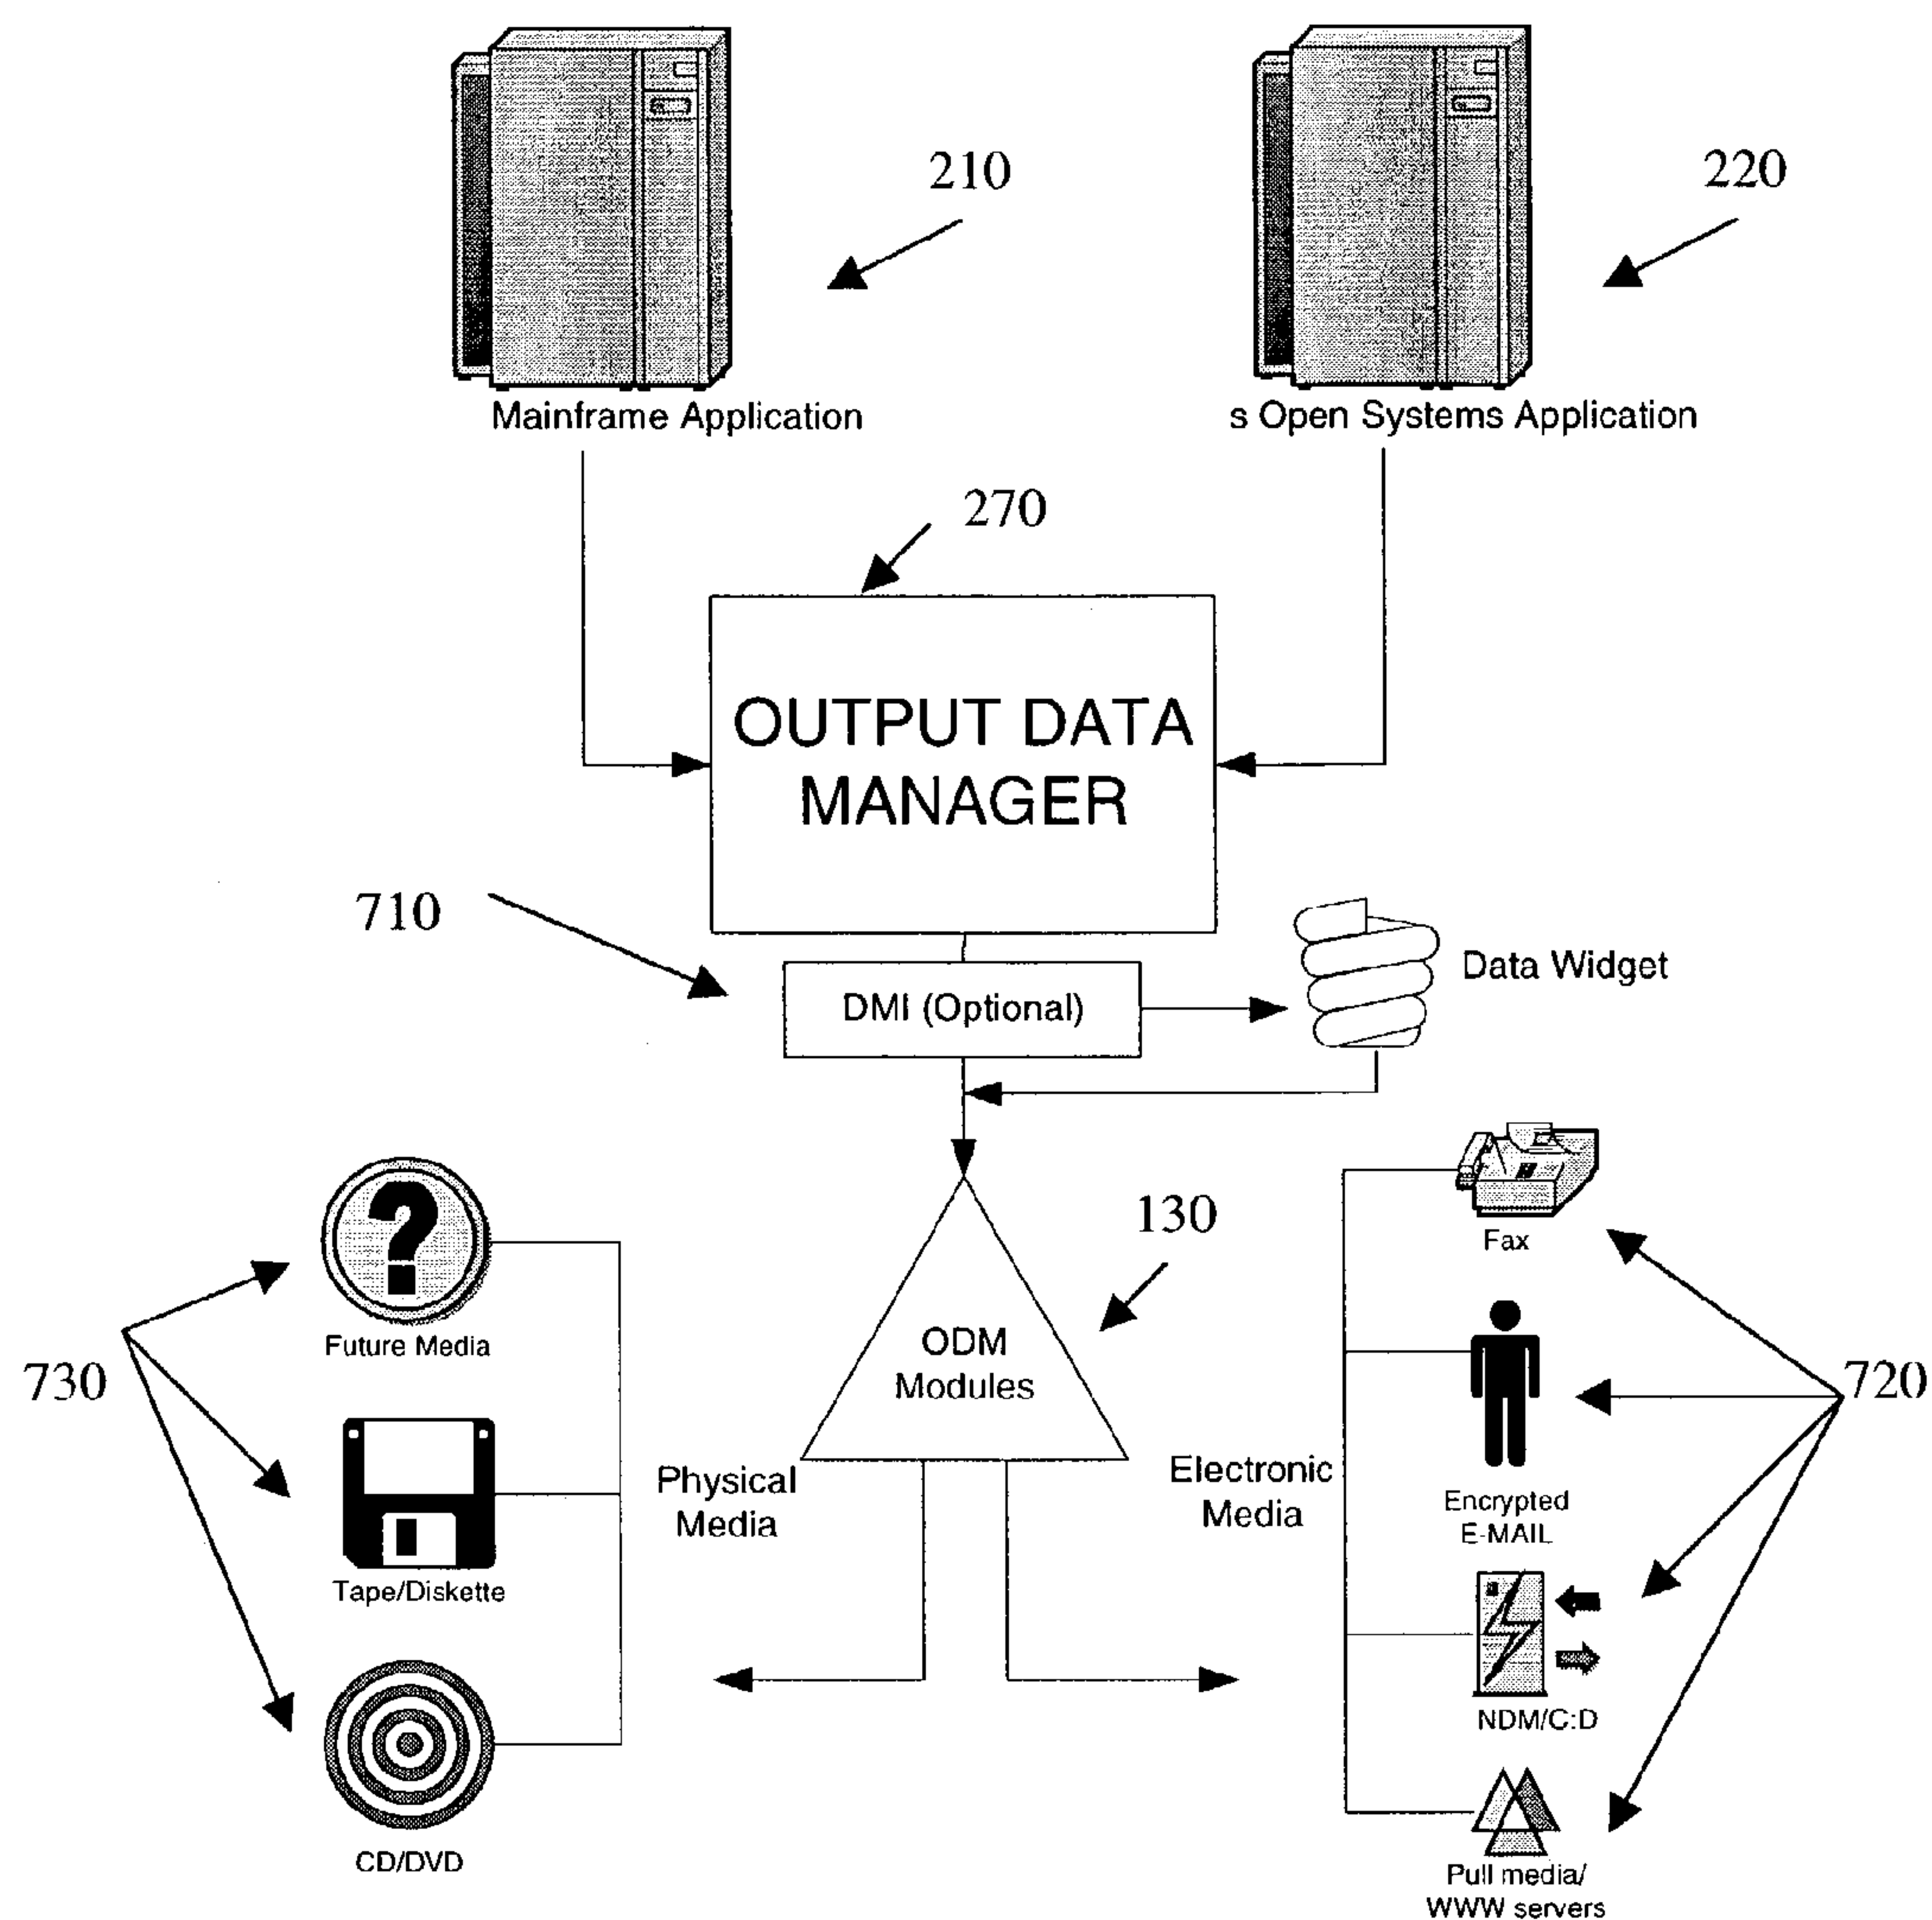 210
220
Mainframe Application
s Open Systems Application
270
OUTPUT DATA
MANAGER
710
Data Widget
DMI (Optional)
130
Fax
Future Media
ODM
Modules
730
720
Physical
Media
Electronic
Media
Encrypted
E-MAIL
Tape/Diskette
NDM/C:D
CD/DVD
Pull media/
WWW servers